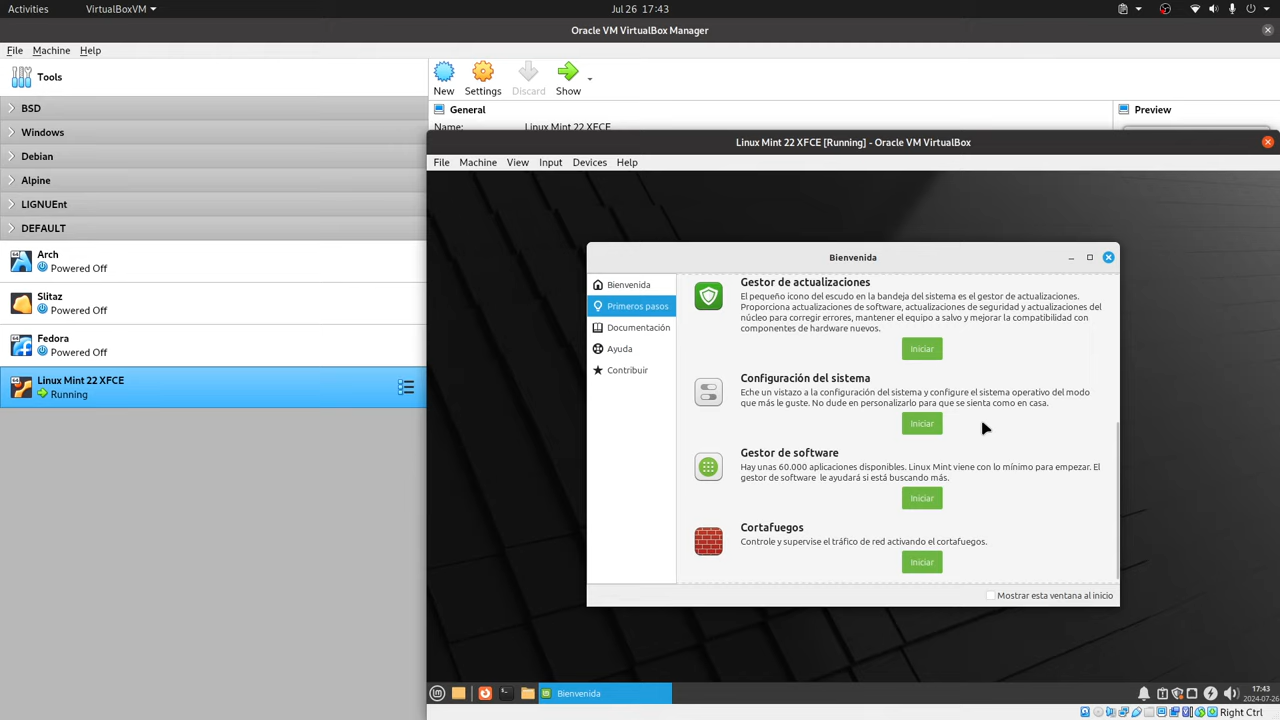 Activities
VirtualBoxVM
Jul 26 17:43
Oracle VM VirtualBox Manager
File Machine Help
Tools
New
Settings
Discard
Show
BSD
Windows
Debian
Alpine
LIGNUEnt
DEFAULT
Arch
Powered Off
Slitaz
Powered Off
Fedora
Powered Off
Linux Mint 22 XFCE
Running
General
Name: Linux Mint 22 XFCE
Preview
Linux Mint 22 XFCE [Running] - Oracle VM VirtualBox
File Machine View Input Devices Help
Bienvenida
Bienvenida
Primeros pasos
Documentación
Ayuda
Contribuir
Gestor de actualizaciones
El pequeño icono del escudo en la bandeja del sistema es el gestor de actualizaciones.
Proporciona actualizaciones de software, actualizaciones de seguridad y actualizaciones del
núcleo para corregir errores, mantener el equipo a salvo y mejorar la compatibilidad con
componentes de hardware nuevos.
Iniciar
Configuración del sistema
Eche un vistazo a la configuración del sistema y configure el sistema operativo del modo
que más le guste. No dude en personalizarlo para que se sienta como en casa.
Iniciar
Gestor de software
Hay unas 60.000 aplicaciones disponibles. Linux Mint viene con lo mínimo para empezar. El
gestor de software le ayudará si está buscando más.
Iniciar
Cortafuegos
Controle y supervise el tráfico de red activando el cortafuegos.
Iniciar
Mostrar esta ventana al inicio
Bienvenida
17:43
2024-07-26
Right Ctrl